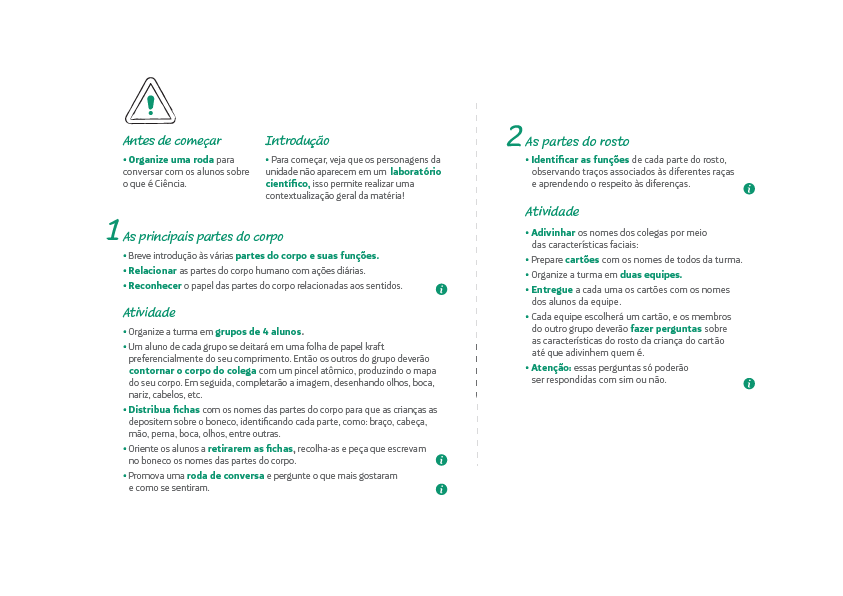 !
Antes de começar
• Organize uma roda para
conversar com os alunos sobre
o que é Ciência.
Introdução
• Para começar, veja que os personagens da
unidade não aparecem em um laboratório
científico, isso permite realizar uma
contextualização geral da matéria!
1 As principais partes do corpo
• Breve introdução às várias partes do corpo e suas funções.
• Relacionar as partes do corpo humano com ações diárias.
• Reconhecer o papel das partes do corpo relacionadas aos sentidos.
i
Atividade
• Organize a turma em grupos de 4 alunos.
• Um aluno de cada grupo se deitará em uma folha de papel kraft
preferencialmente do seu comprimento. Então os outros do grupo deverão
contornar o corpo do colega com um pincel atômico, produzindo o mapa
do seu corpo. Em seguida, completarão a imagem, desenhando olhos, boca,
nariz, cabelos, etc.
• Distribua fichas com os nomes das partes do corpo para que as crianças as
depositem sobre o boneco, identificando cada parte, como: braço, cabeça,
mão, perna, boca, olhos, entre outras.
• Oriente os alunos a retirarem as fichas, recolha-as e peça que escrevam
no boneco os nomes das partes do corpo.
i
• Promova uma roda de conversa e pergunte o que mais gostaram
e como se sentiram.
i
2 As partes do rosto
• Identificar as funções de cada parte do rosto,
observando traços associados às diferentes raças
e aprendendo o respeito às diferenças.
i
Atividade
• Adivinhar os nomes dos colegas por meio
das características faciais:
• Prepare cartões com os nomes de todos da turma.
• Organize a turma em duas equipes.
• Entregue a cada uma os cartões com os nomes
dos alunos da equipe.
• Cada equipe escolherá um cartão, e os membros
do outro grupo deverão fazer perguntas sobre
as características do rosto da criança do cartão
até que adivinhem quem é.
• Atenção: essas perguntas só poderão
ser respondidas com sim ou não.
i